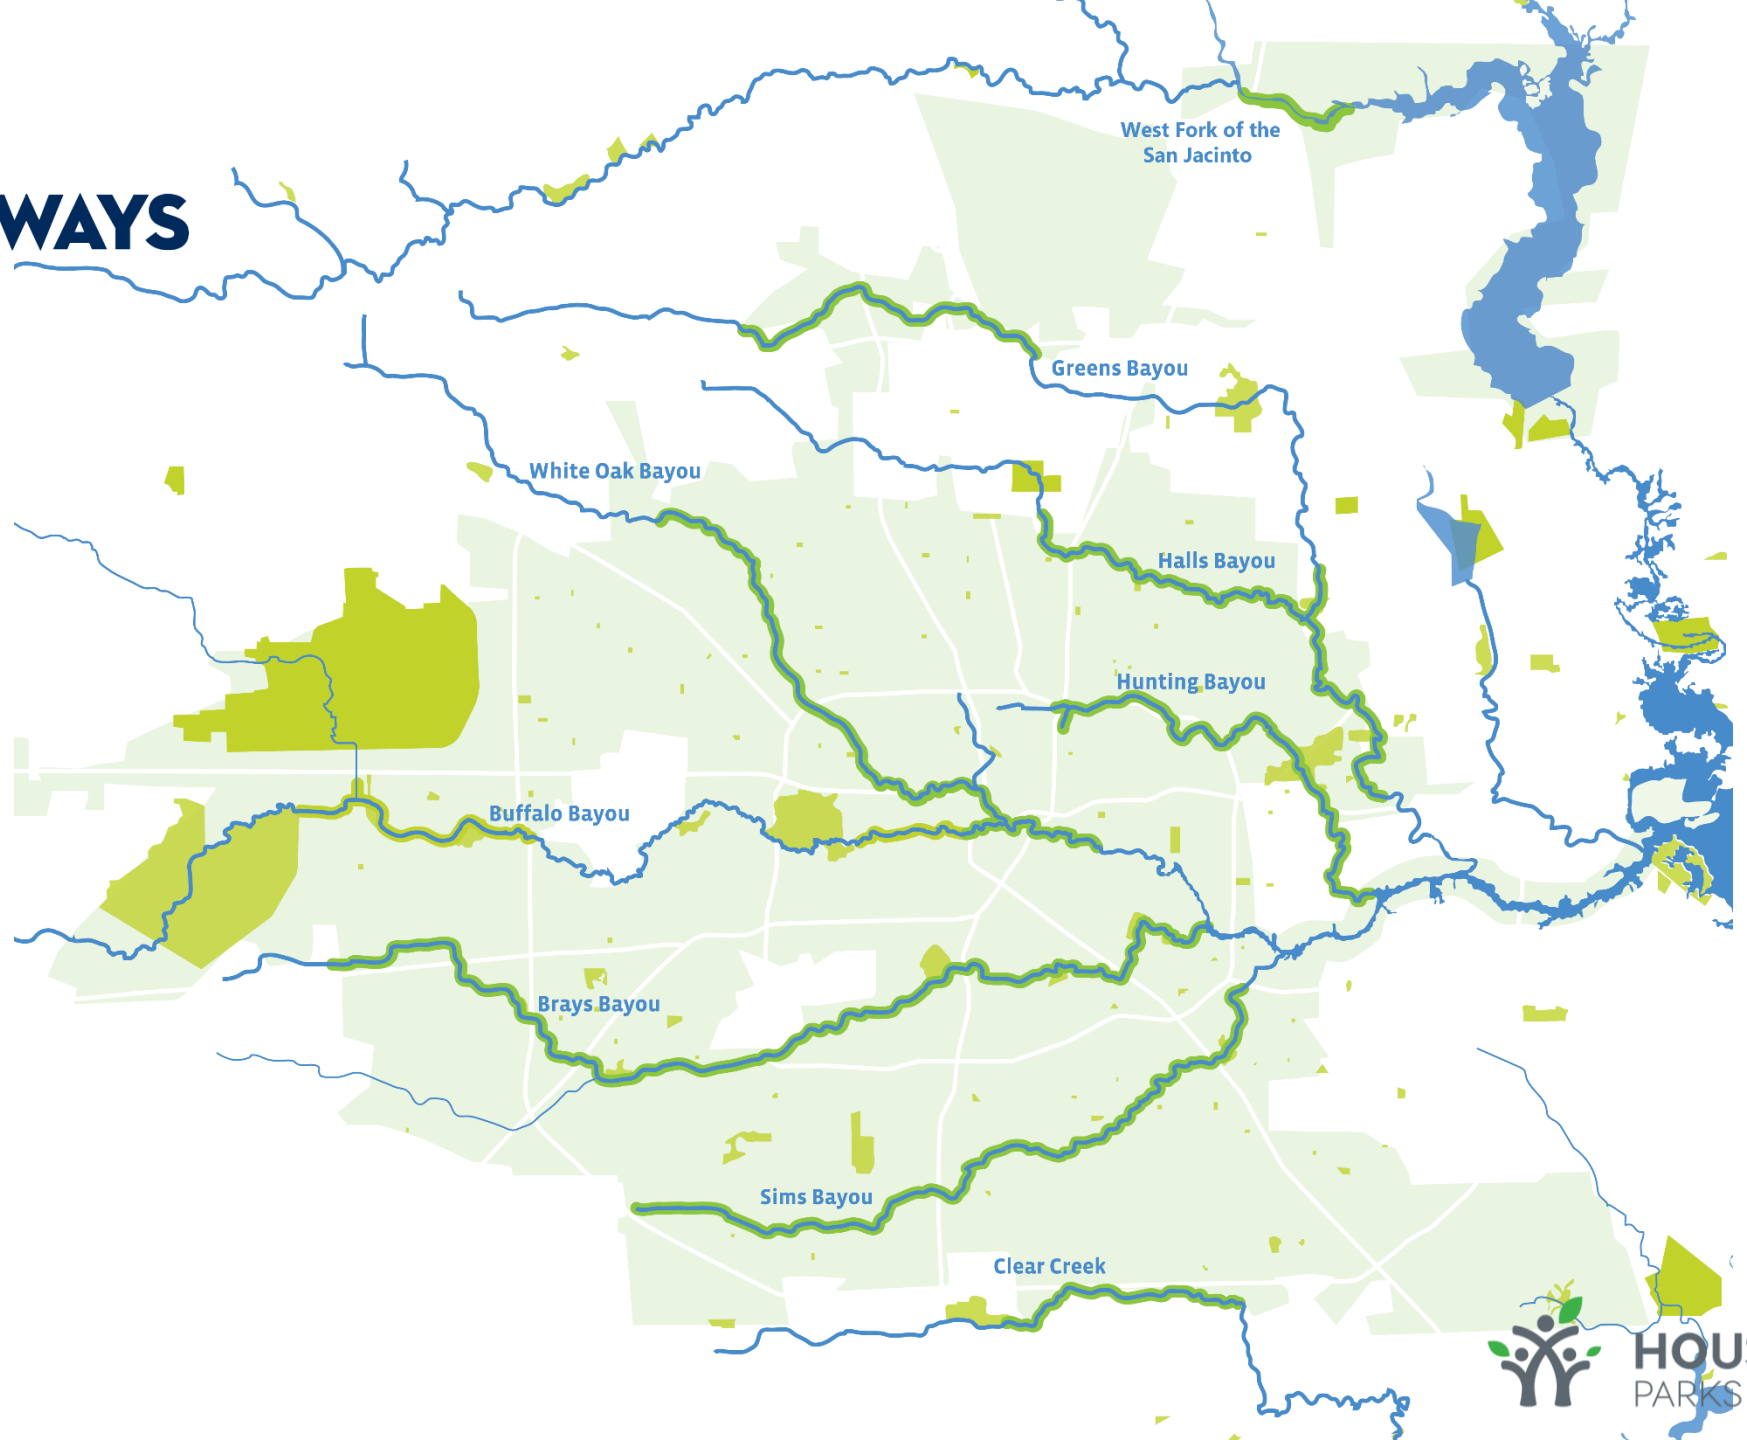 West Fork of the
San Jacinto
WAYS
Greens Bayou
White Oak Bayou
Halls Bayou
Hunting Bayou
Buffalo Bayou
Brays Bayou
Sims Bayou
Clear Creek
HOUS
PARKS